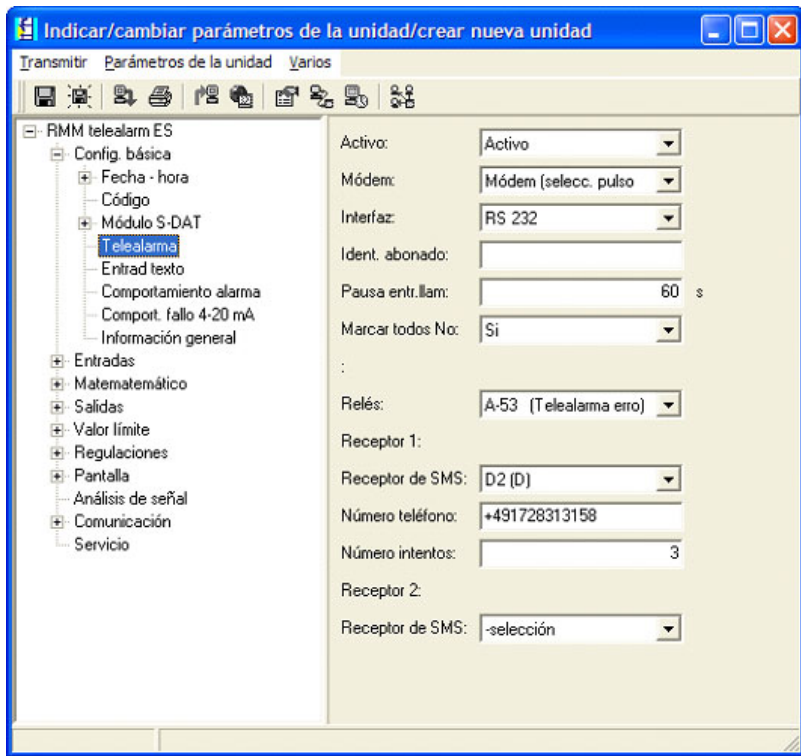 Indicar/cambiar parámetros de la unidad/crear nueva unidad
Transmitir Parámetros de la unidad Varios
RMM telealarm ES
Config. básica
Fecha - hora
Código
Módulo S-DAT
Telealarma
Entrad texto
Comportamiento alarma
Comport. fallo 4-20 mA
Información general
Entradas
Matematemático
Salidas
Valor límite
Regulaciones
Pantalla
Análisis de señal
Comunicación
Servicio
Activo: Activo
Módem: Módem (selecc. pulso
Interfaz: RS 232
Ident. abonado:
Pausa entr.llam: 60 s
Marcar todos No: Si
:
Relés: A-53 (Telealarma erro)
Receptor 1:
Receptor de SMS: D2 (D)
Número teléfono: +491728313158
Número intentos: 3
Receptor 2:
Receptor de SMS: -selección